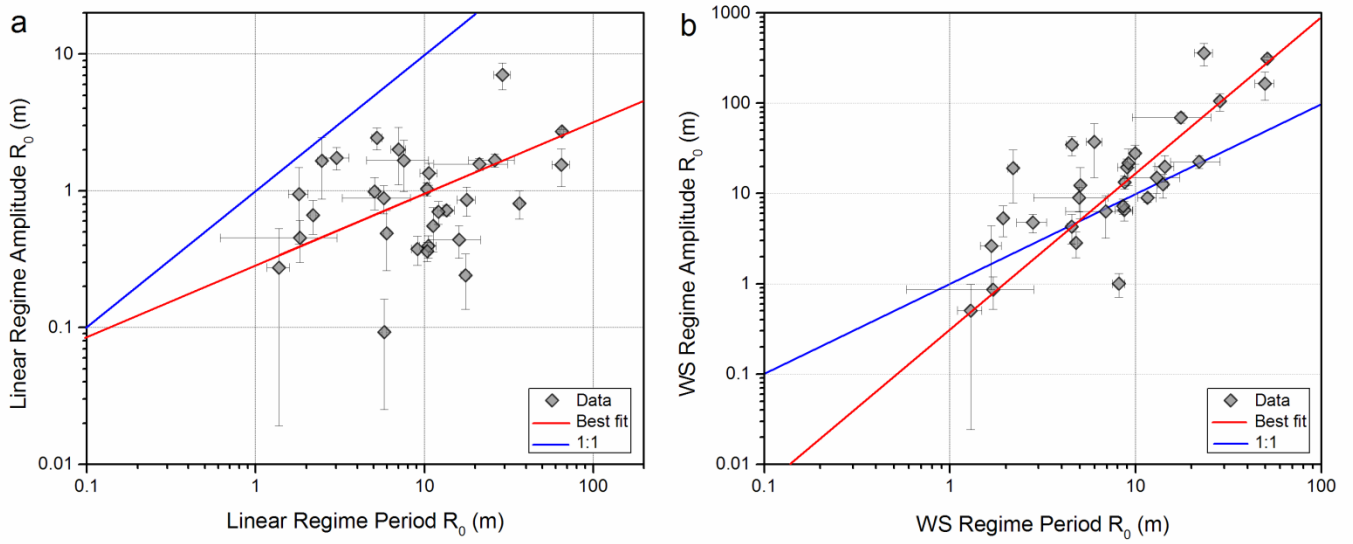 a
Linear Regime Amplitude R₀ (m)
10
1
0.1
0.01
0.1
1
10
100
Linear Regime Period R₀ (m)
Data
Best fit
1:1
b
WS Regime Amplitude R₀ (m)
1000
100
10
1
0.1
0.01
0.1
1
10
100
WS Regime Period R₀ (m)
Data
Best fit
1:1